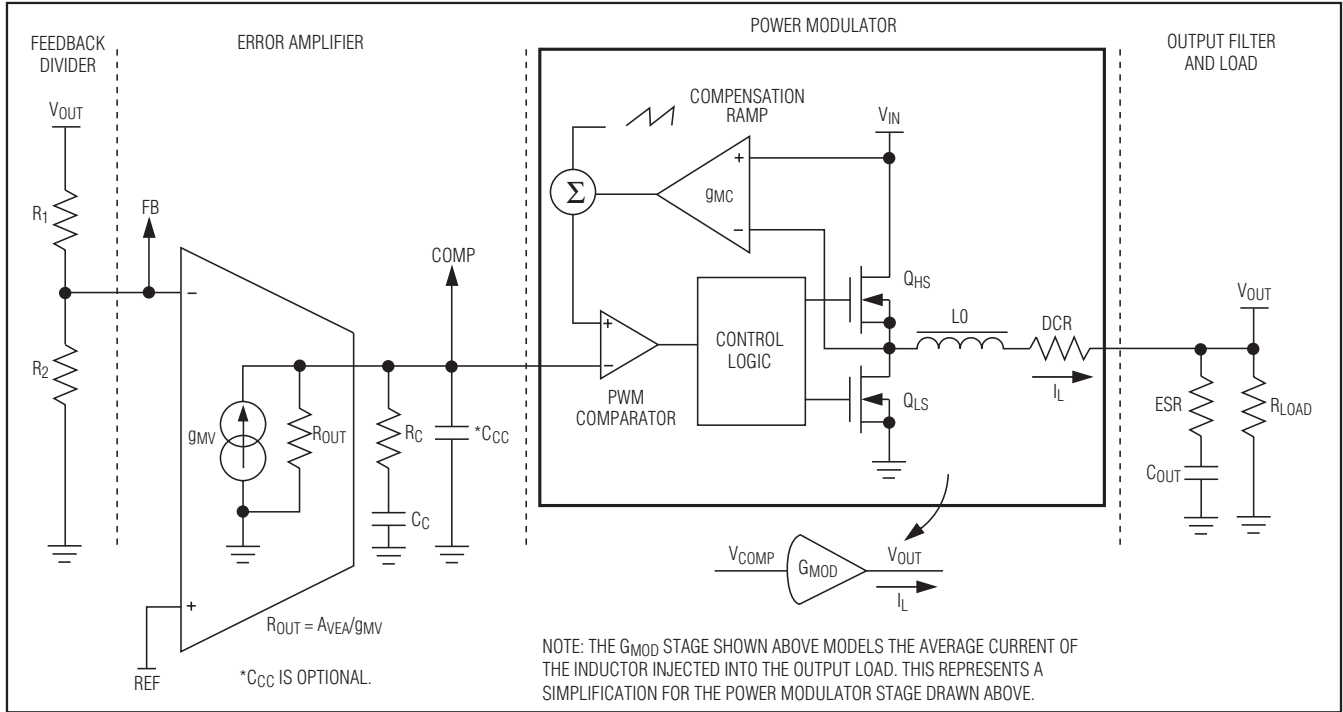 FEEDBACK
DIVIDER
ERROR AMPLIFIER
POWER MODULATOR
OUTPUT FILTER
AND LOAD
VOUT
R1
FB
R2
gMV
ROUT
RC
CC
*CCC
COMP
REF
ROUT = AVEA/gMV
*CCC IS OPTIONAL.
COMPENSATION
RAMP
Σ
gMC
VIN
PWM
COMPARATOR
CONTROL
LOGIC
QHS
QLS
L0
DCR
IL
VOUT
ESR
COUT
RLOAD
VCOMP
GMOD
VOUT
IL
NOTE: THE GMOD STAGE SHOWN ABOVE MODELS THE AVERAGE CURRENT OF
THE INDUCTOR INJECTED INTO THE OUTPUT LOAD. THIS REPRESENTS A
SIMPLIFICATION FOR THE POWER MODULATOR STAGE DRAWN ABOVE.